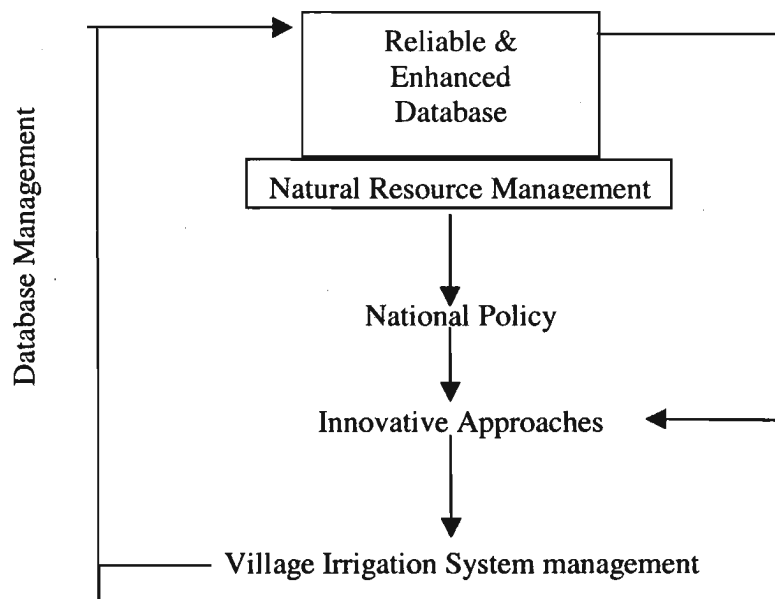 Reliable &
Enhanced
Database
Natural Resource Management
National Policy
Innovative Approaches
Village Irrigation System management
Database Management